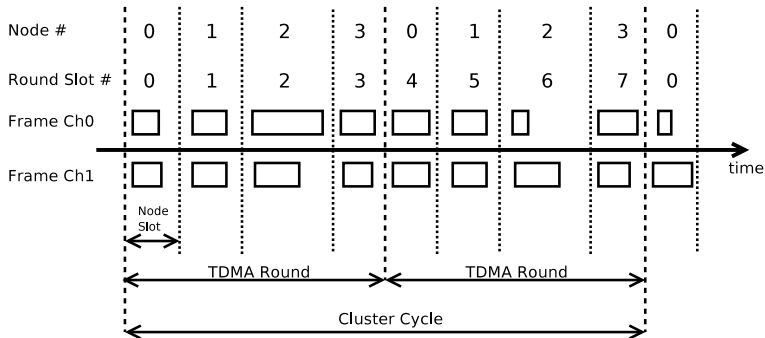 Node # 0 1 2 3 0 1 2 3 0
Round Slot # 0 1 2 3 4 5 6 7 0
Frame Ch0
Frame Ch1
time
Node
Slot
TDMA Round TDMA Round
Cluster Cycle